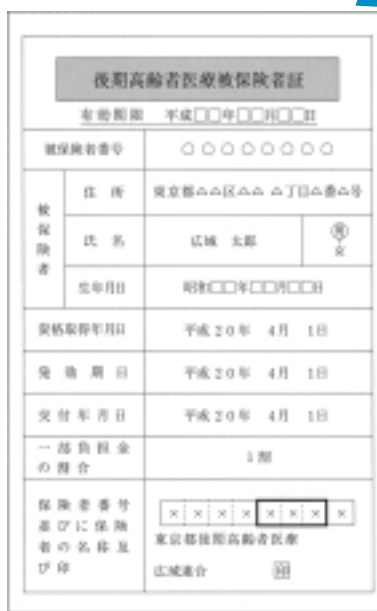 後期高齢者医療被保険者証
有効期限 平成□□年□□月□□日
被保険者番号 ○○○○○○○○
被保険者
住所 東京都△△区△△ △丁目△番△号
氏名 広域 太郎 男 女
生年月日 昭和□□年□□月□□日
資格取得年月日 平成20年 4月 1日
発効期日 平成20年 4月 1日
交付年月日 平成20年 4月 1日
一部負担金
の割合
1割
保険者番号
並びに保険
者の名称及
び印
××××××××
東京都後期高齢者医療
広域連合 印